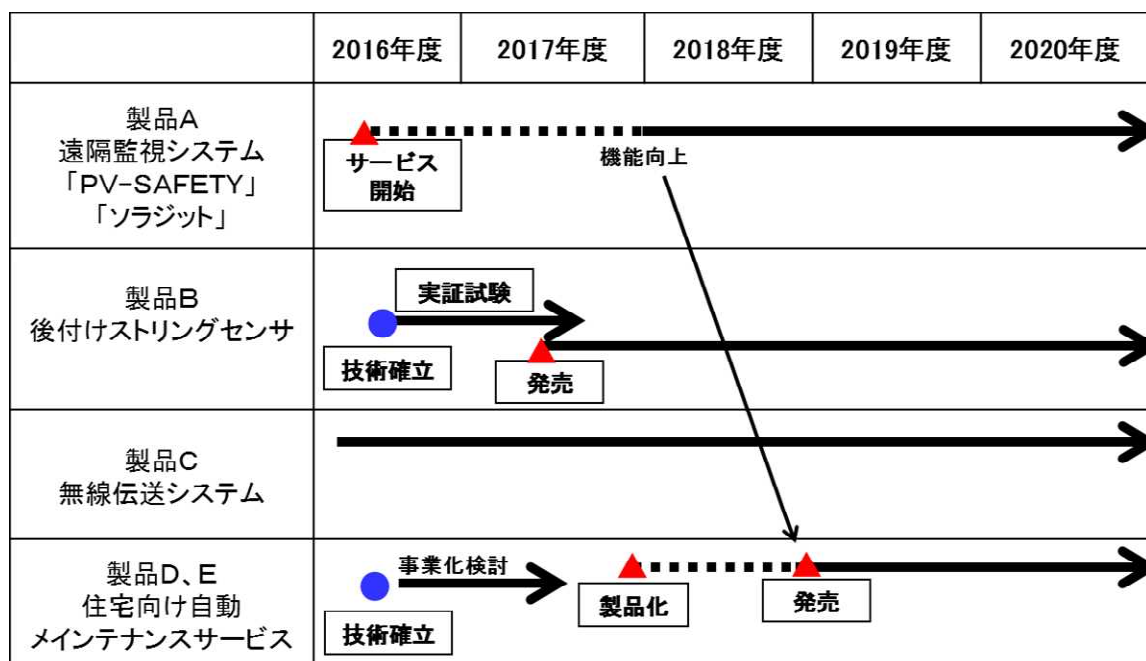 2016年度 2017年度 2018年度 2019年度 2020年度
製品A
遠隔監視システム
「PV-SAFETY」
「ソラジット」
サービス
開始
機能向上
製品B
後付けストリングセンサ
実証試験
技術確立
発売
製品C
無線伝送システム
製品D、E
住宅向け自動
メインテナンスサービス
事業化検討
技術確立
製品化
発売